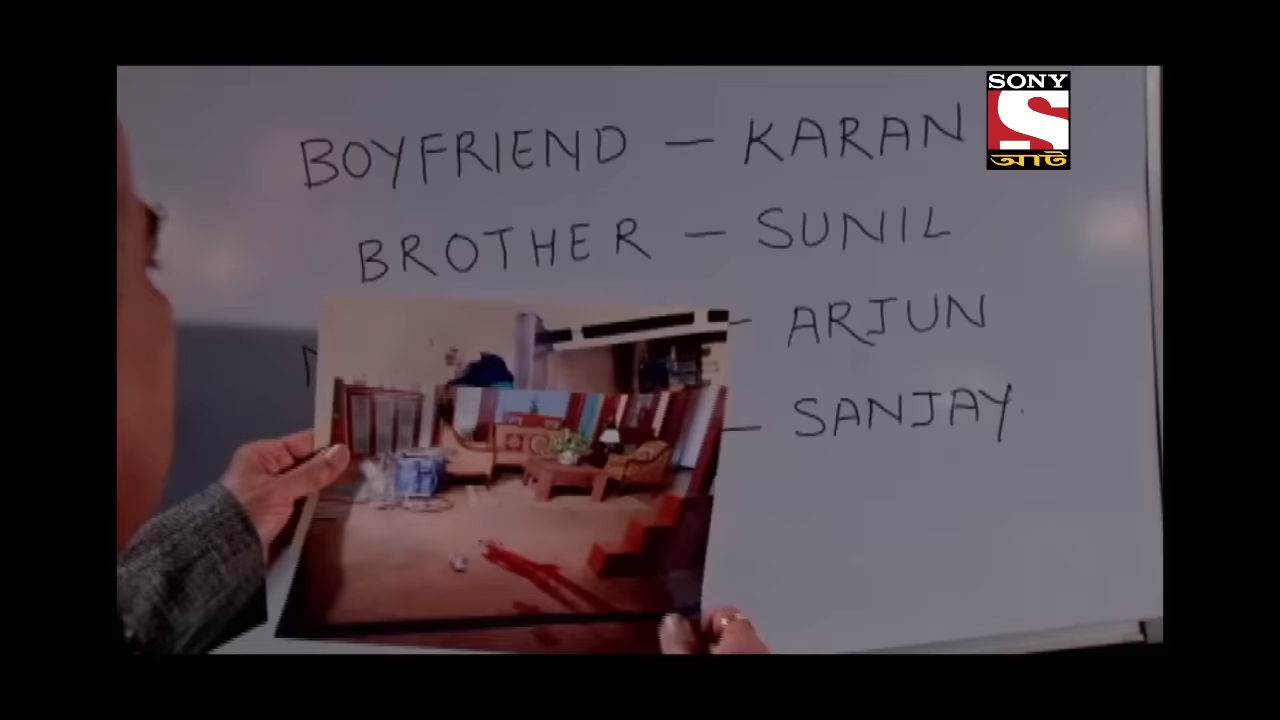 SONY
S
আট
BOYFRIEND — KARAN
BROTHER — SUNIL
— ARJUN
— SANJAY.